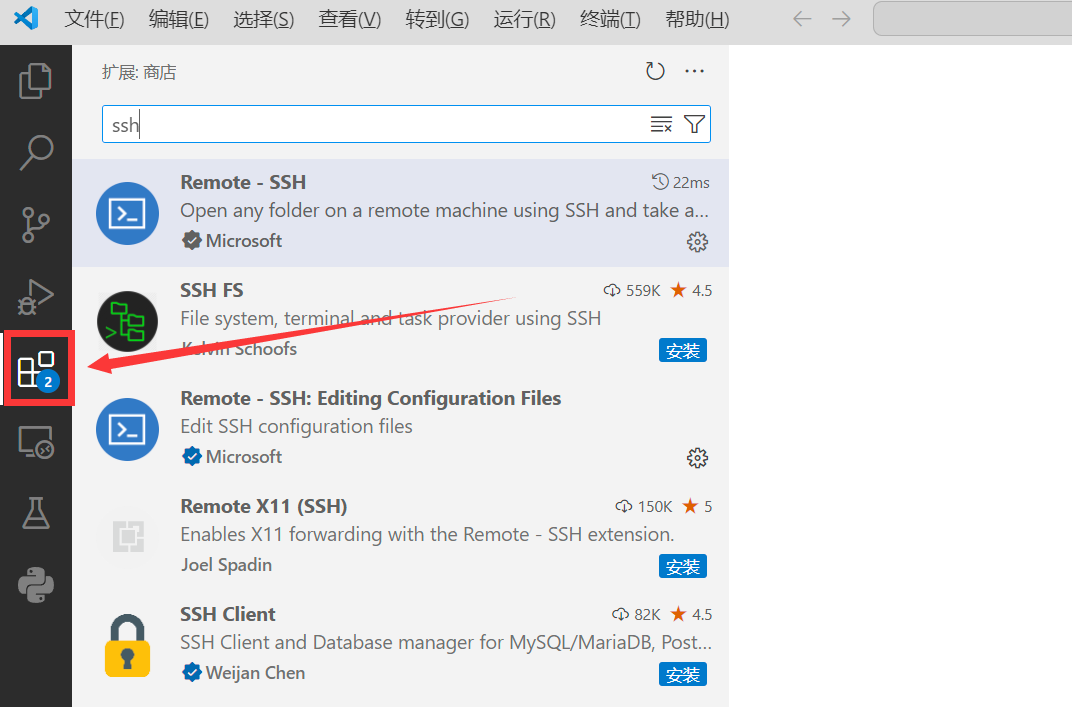 文件(F) 编辑(E) 选择(S) 查看(V) 转到(G) 运行(R) 终端(T) 帮助(H)
扩展: 商店
ssh
Remote - SSH 22ms
Open any folder on a remote machine using SSH and take a...
Microsoft
SSH FS 559K 4.5
File system, terminal and task provider using SSH
Kelvin Schoofs 安装
2
Remote - SSH: Editing Configuration Files
Edit SSH configuration files
Microsoft
Remote X11 (SSH) 150K 5
Enables X11 forwarding with the Remote - SSH extension.
Joel Spadin 安装
SSH Client 82K 4.5
SSH Client and Database manager for MySQL/MariaDB, Post...
Weijan Chen 安装